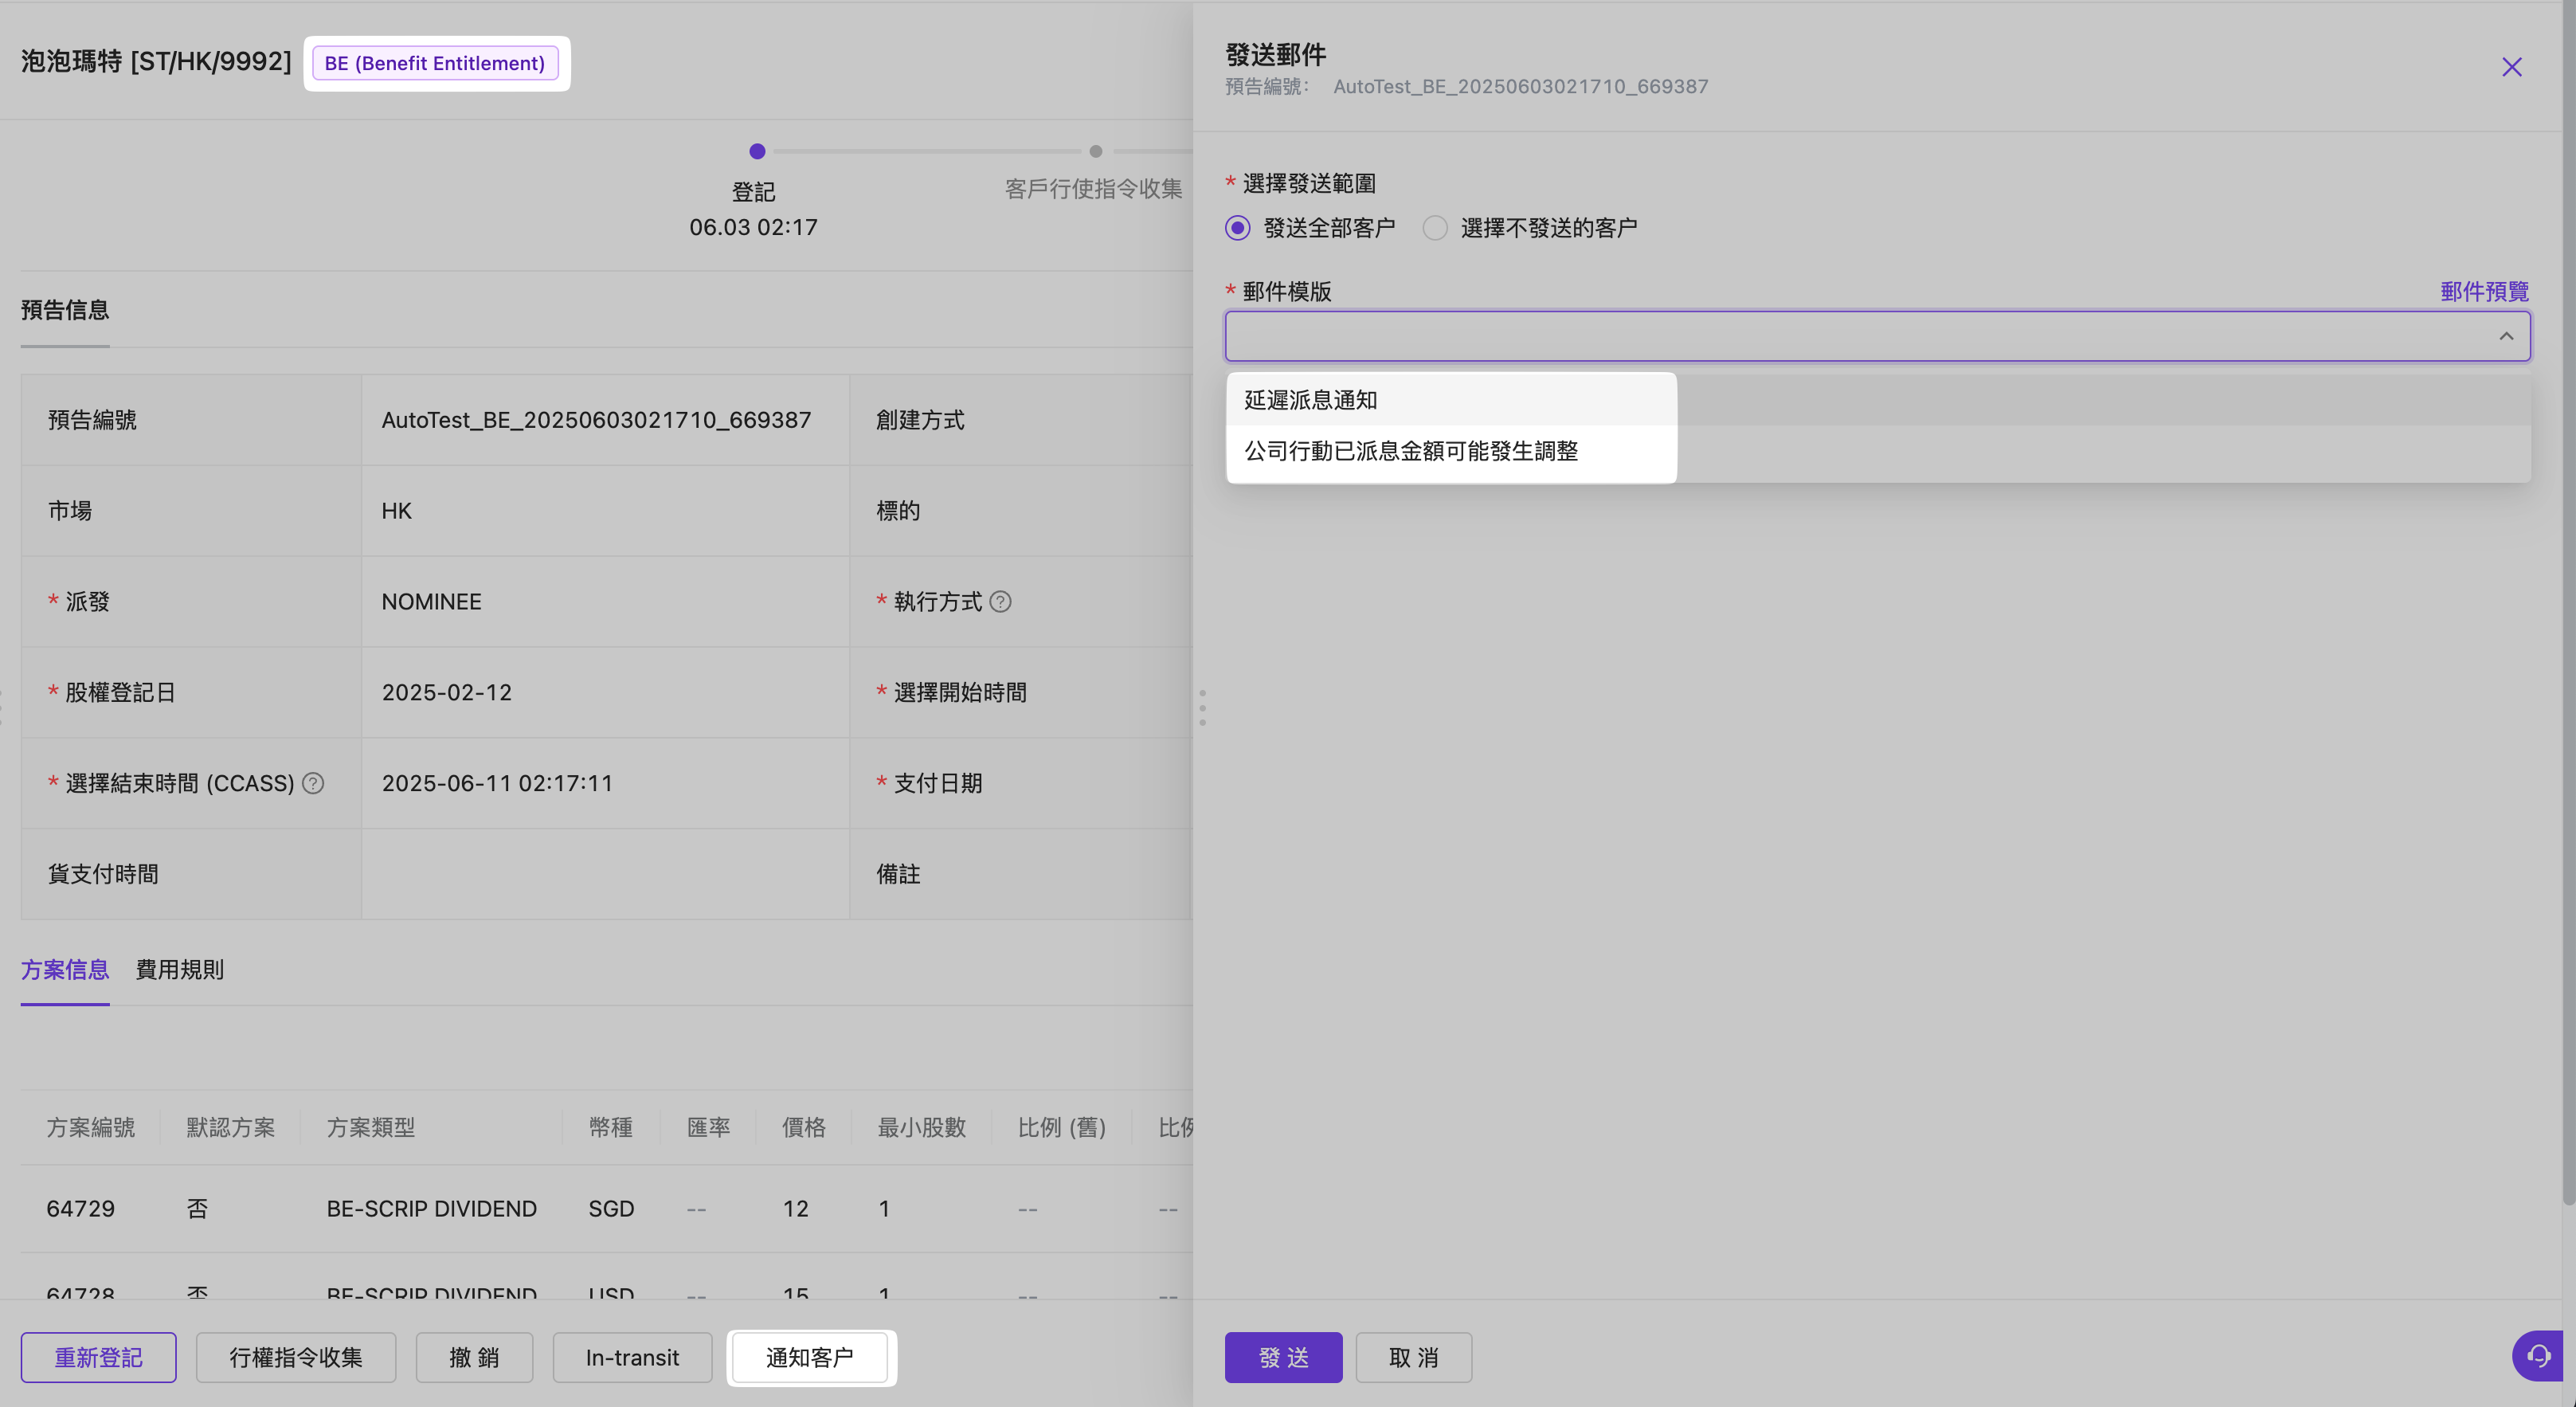 泡泡瑪特 [ST/HK/9992] BE (Benefit Entitlement)
登記
06.03 02:17
客戶行使指令收集
預告信息
預告編號 AutoTest_BE_20250603021710_669387 創建方式
市場 HK 標的
* 派發 NOMINEE * 執行方式 ?
* 股權登記日 2025-02-12 * 選擇開始時間
* 選擇結束時間 (CCASS) ? 2025-06-11 02:17:11 * 支付日期
貨支付時間 備註
方案信息 費用規則
方案編號 默認方案 方案類型 幣種 匯率 價格 最小股數 比例 (舊) 比例
64729 否 BE-SCRIP DIVIDEND SGD -- 12 1 -- --
64728 否 BE-SCRIP DIVIDEND USD -- 15 1 -- --
重新登記 行權指令收集 撤銷 In-transit 通知客户
發送郵件
預告編號: AutoTest_BE_20250603021710_669387
* 選擇發送範圍
發送全部客户 選擇不發送的客户
* 郵件模版 郵件預覽
延遲派息通知
公司行動已派息金額可能發生調整
發送 取消